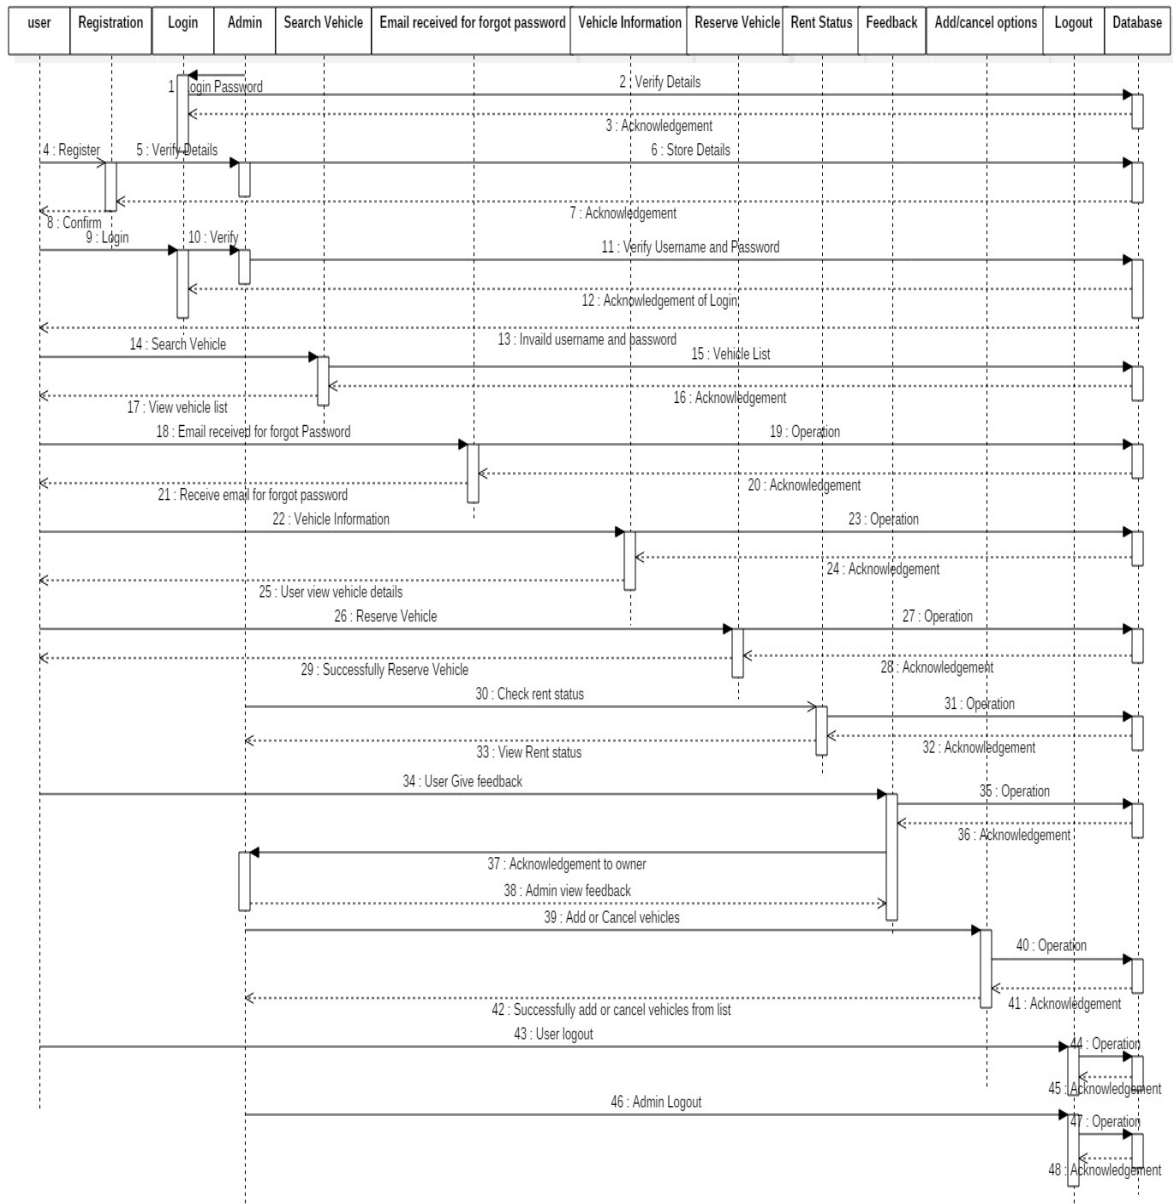 user
Registration
Login
Admin
Search Vehicle
Email received for forgot password
Vehicle Information
Reserve Vehicle
Rent Status
Feedback
Add/cancel options
Logout
Database
1 ogin Password
2 : Verify Details
3 : Acknowledgement
4 : Register
5 : Verify Details
6 : Store Details
7 : Acknowledgement
8 : Confirm
9 : Login
10 : Verify
11 : Verify Username and Password
12 : Acknowledgement of Login
13 : Invaild username and password
14 : Search Vehicle
15 : Vehicle List
16 : Acknowledgement
17 : View vehicle list
18 : Email received for forgot Password
19 : Operation
20 : Acknowledgement
21 : Receive email for forgot password
22 : Vehicle Information
23 : Operation
24 : Acknowledgement
25 : User view vehicle details
26 : Reserve Vehicle
27 : Operation
28 : Acknowledgement
29 : Successfully Reserve Vehicle
30 : Check rent status
31 : Operation
32 : Acknowledgement
33 : View Rent status
34 : User Give feedback
35 : Operation
36 : Acknowledgement
37 : Acknowledgement to owner
38 : Admin view feedback
39 : Add or Cancel vehicles
40 : Operation
41 : Acknowledgement
42 : Successfully add or cancel vehicles from list
43 : User logout
44 : Operation
45 : Acknowledgement
46 : Admin Logout
47 : Operation
48 : Acknowledgement